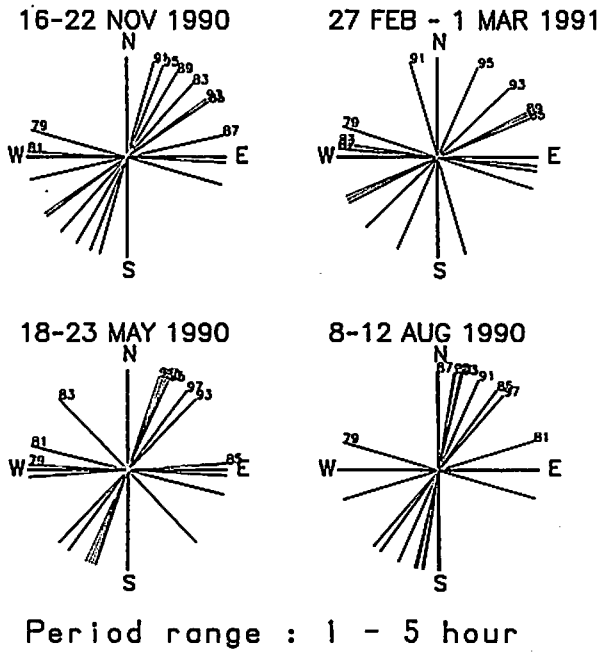 16-22 NOV 1990
N
95
89
83
93
79
87
81
W
E
S
27 FEB - 1 MAR 1991
N
91
95
93
89
85
79
83
W
E
S
18-23 MAY 1990
N
83
97
93
81
79
85
W
E
S
8-12 AUG 1990
N
87
91
85
97
79
81
W
E
S
Period range : 1 - 5 hour